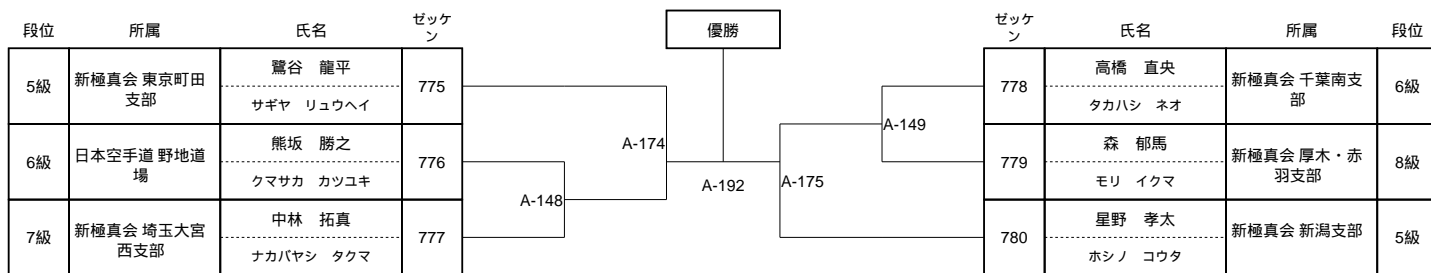 段位 所属 氏名 ゼッケ
ン
優勝
ゼッケ
ン 氏名 所属 段位
5級 新極真会 東京町田
支部 鷺谷 龍平
サギヤ リュウヘイ 775
6級 日本空手道 野地道
場 熊坂 勝之
クマサカ カツユキ 776
7級 新極真会 埼玉大宮
西支部 中林 拓真
ナカバヤシ タクマ 777
A-174
A-148
A-192
A-175
A-149
778 高橋 直央
タカハシ ネオ 新極真会 千葉南支
部 6級
779 森 郁馬
モリ イクマ 新極真会 厚木・赤
羽支部 8級
780 星野 孝太
ホシノ コウタ 新極真会 新潟支部 5級